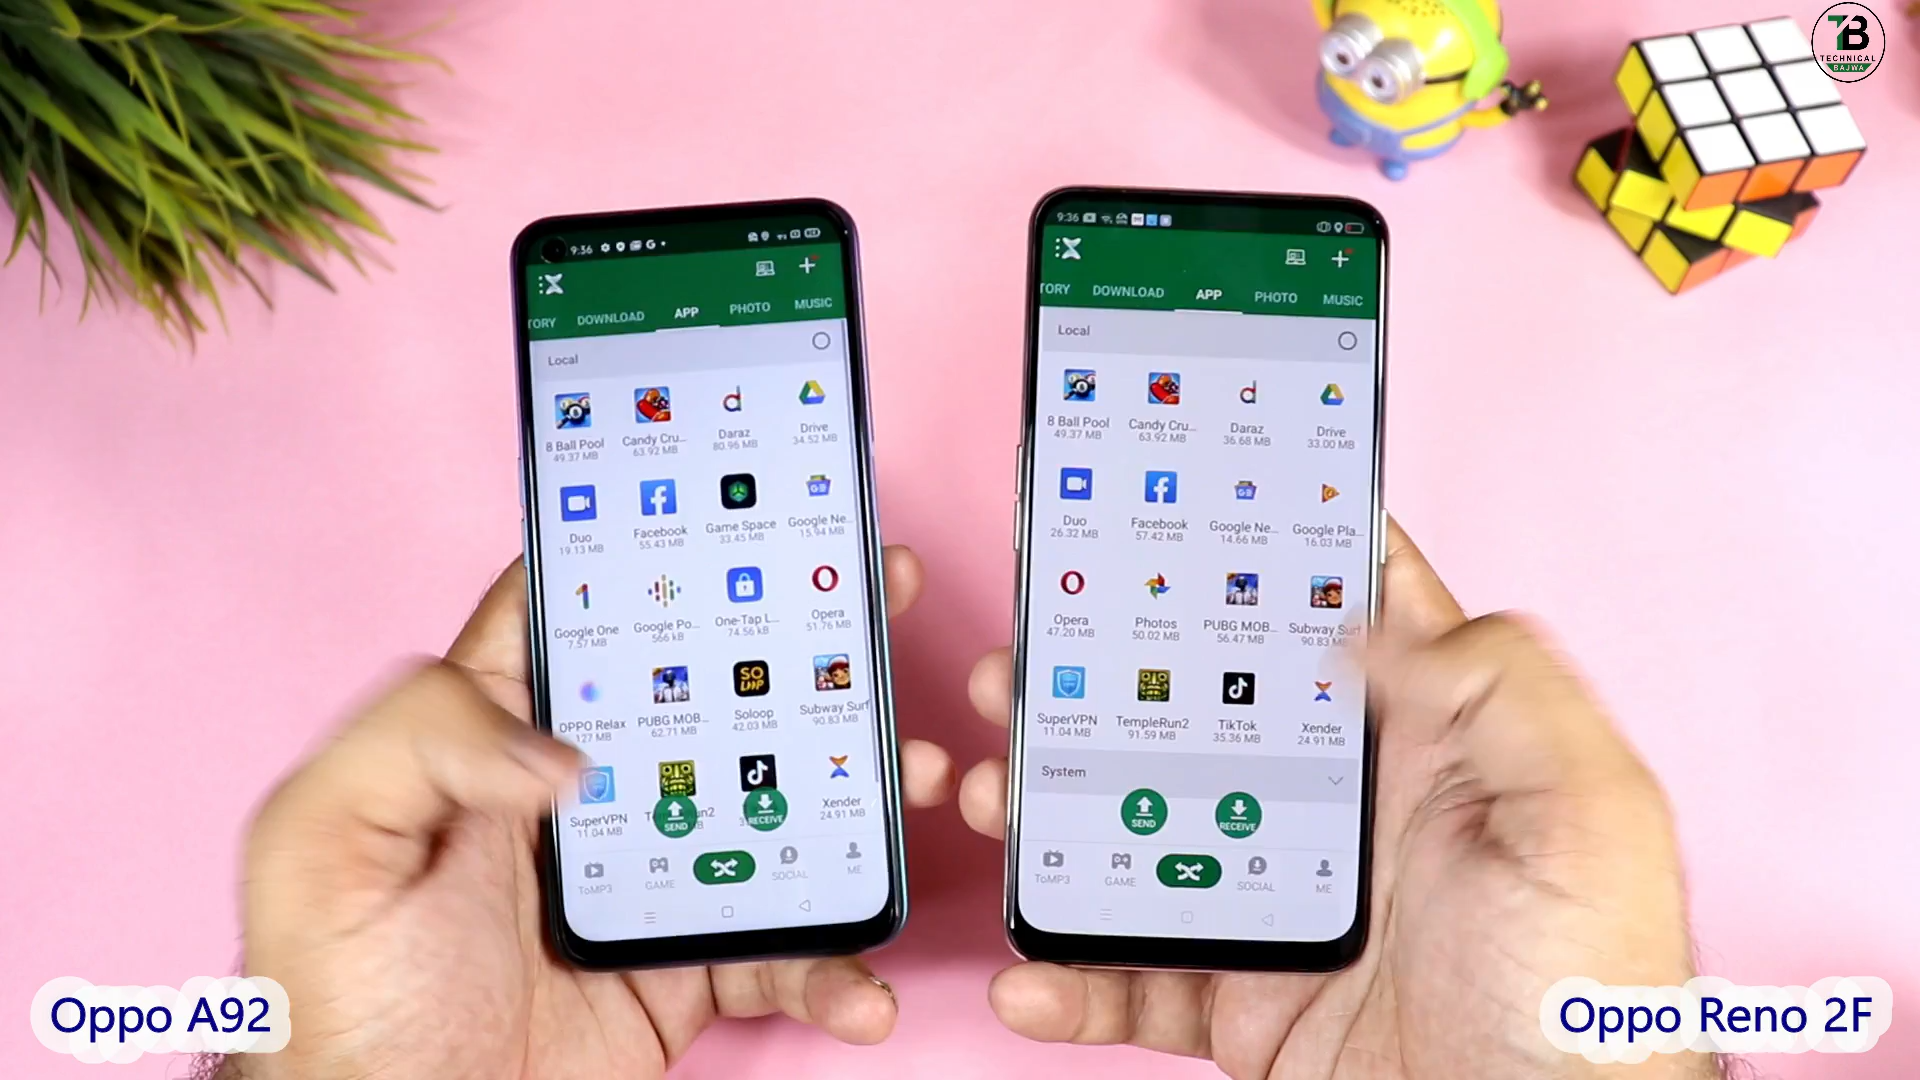 TB
TECHNICAL
BAJWA
9:36
TORY DOWNLOAD APP PHOTO MUSIC
Local
8 Ball Pool Candy Cru... Daraz Drive
49.37 MB 63.92 MB 80.96 MB 34.52 MB
Duo Facebook Game Space Google Ne...
19.13 MB 55.43 MB 33.45 MB 15.94 MB
Google One Google Po... One-Tap L... Opera
7.57 MB 566 kB 74.56 kB 51.76 MB
OPPO Relax PUBG MOB... Soloop Subway Surf
127 MB 62.71 MB 42.03 MB 90.83 MB
SO
LOOP
SuperVPN Xender
11.04 MB 24.91 MB
SEND RECEIVE
ToMP3 GAME SOCIAL ME
9:36
TORY DOWNLOAD APP PHOTO MUSIC
Local
8 Ball Pool Candy Cru... Daraz Drive
49.37 MB 63.92 MB 36.68 MB 33.00 MB
Duo Facebook Google Ne... Google Pla...
26.32 MB 57.42 MB 14.66 MB 16.03 MB
Opera Photos PUBG MOB... Subway Surf
47.20 MB 50.02 MB 56.47 MB 90.83 MB
SuperVPN TempleRun2 TikTok Xender
11.04 MB 91.59 MB 35.36 MB 24.91 MB
System
SEND RECEIVE
ToMP3 GAME SOCIAL ME
Oppo A92
Oppo Reno 2F